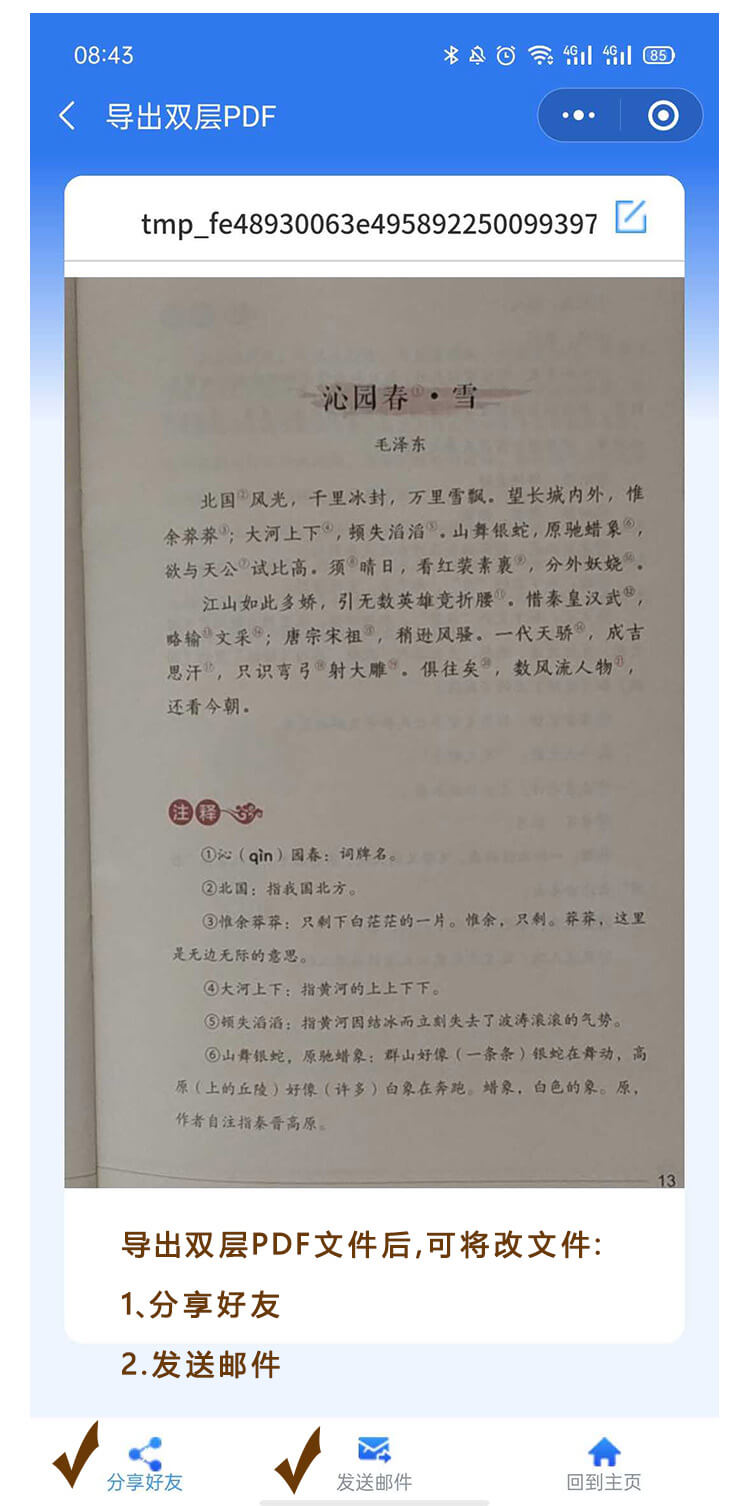 08:43
4G 4G 85
导出双层PDF
tmp_fe48930063e495892250099397
沁园春①·雪
毛泽东
北国②风光，千里冰封，万里雪飘。望长城内外，惟
余莽莽③；大河上下④，顿失滔滔⑤。山舞银蛇，原驰蜡象⑥，
欲与天公⑦试比高。须⑧晴日，看红装素裹⑨，分外妖娆⑩。
江山如此多娇，引无数英雄竞折腰⑪。惜秦皇汉武⑫，
略输⑬文采⑭；唐宗宋祖⑮，稍逊风骚。一代天骄⑯，成吉
思汗⑰，只识弯弓⑱射大雕⑲。俱往矣⑳，数风流人物㉑，
还看今朝。
注释
①沁（qìn）园春：词牌名。
②北国：指我国北方。
③惟余莽莽：只剩下白茫茫的一片。惟余，只剩。莽莽，这里
是无边无际的意思。
④大河上下：指黄河的上上下下。
⑤顿失滔滔：指黄河因结冰而立刻失去了波涛滚滚的气势。
⑥山舞银蛇，原驰蜡象：群山好像（一条条）银蛇在舞动，高
原（上的丘陵）好像（许多）白象在奔跑。蜡象，白色的象。原，
作者自注指秦晋高原。
13
导出双层PDF文件后,可将改文件:
1、分享好友
2.发送邮件
分享好友
发送邮件
回到主页